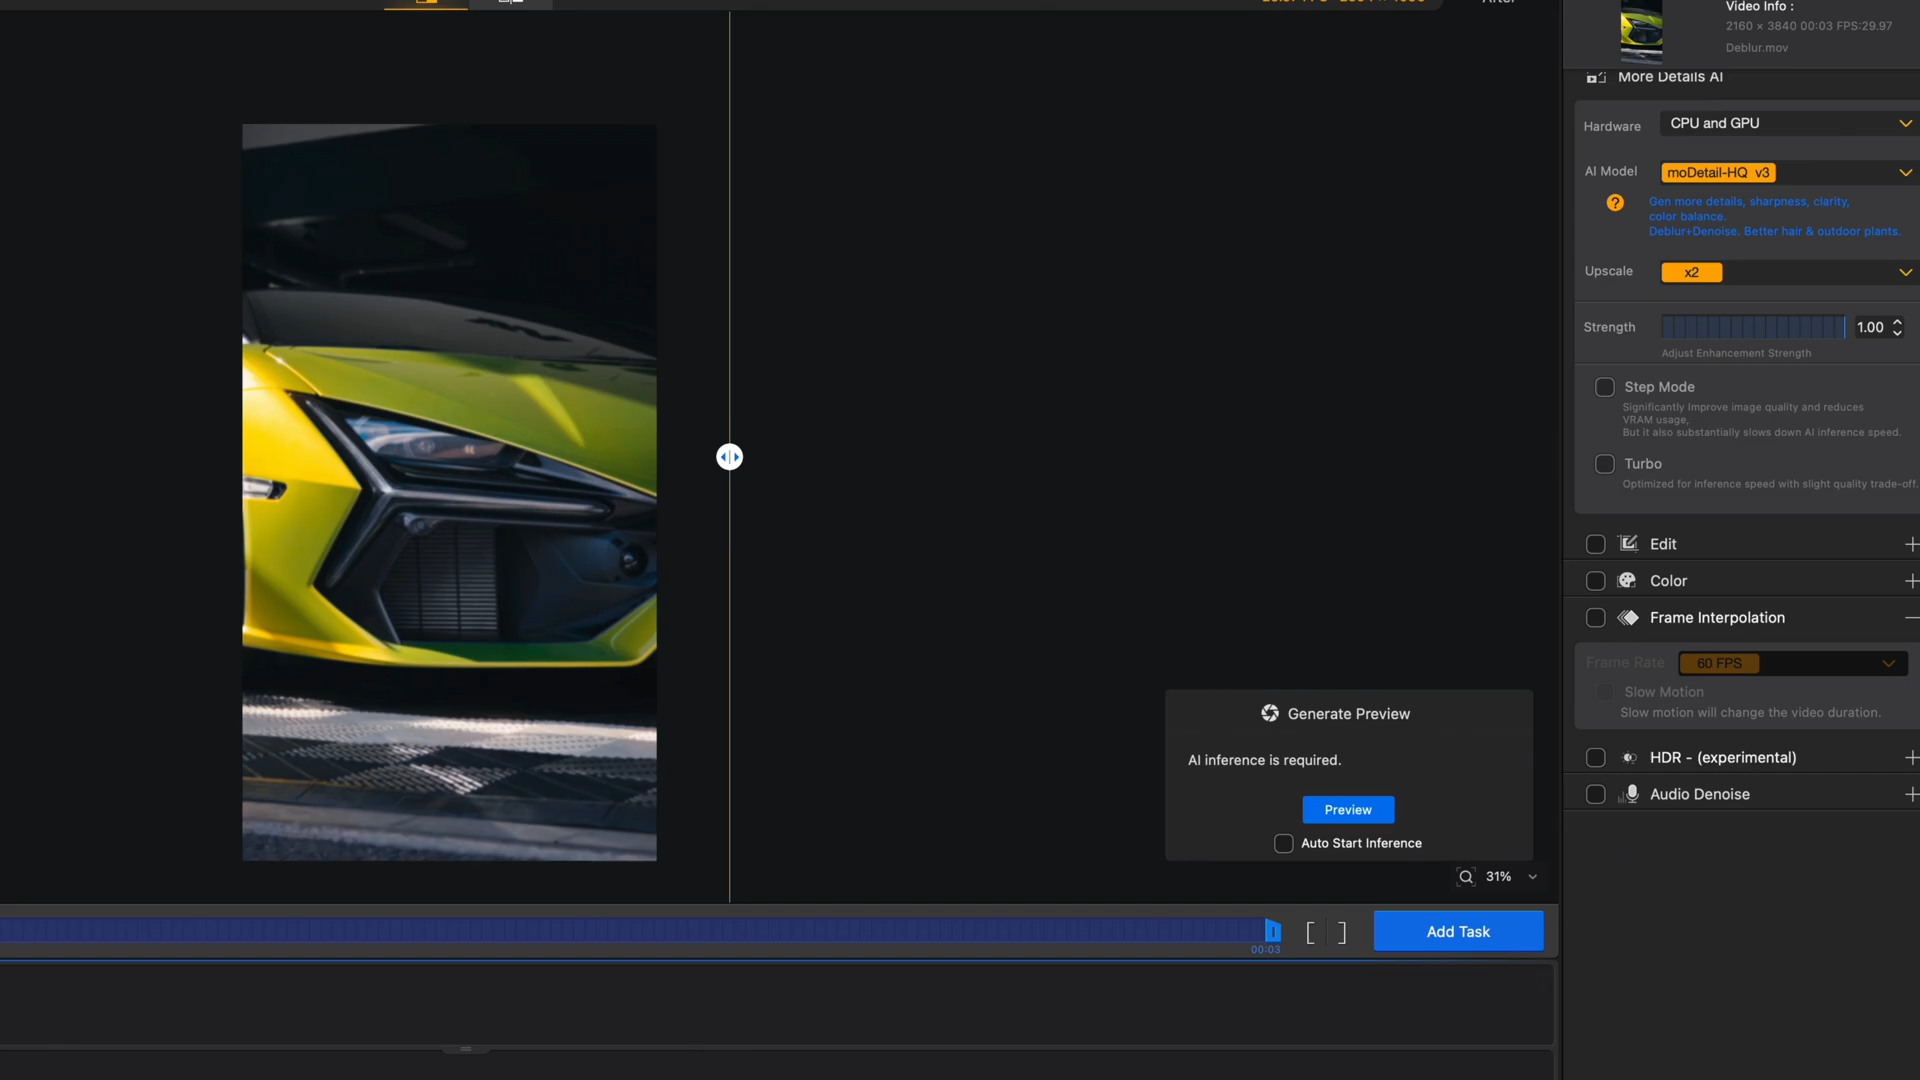 After
Video Info :
2160 × 3840 00:03 FPS:29.97
Deblur.mov
More Details AI
Hardware
CPU and GPU
AI Model
moDetail-HQ v3
?
Gen more details, sharpness, clarity,
color balance.
Deblur+Denoise. Better hair & outdoor plants.
Upscale
x2
Strength
1.00
Adjust Enhancement Strength
Step Mode
Significantly Improve image quality and reduces
VRAM usage,
But it also substantially slows down AI inference speed.
Turbo
Optimized for inference speed with slight quality trade-off.
Edit
Color
Frame Interpolation
Frame Rate
60 FPS
Slow Motion
Slow motion will change the video duration.
HDR - (experimental)
Audio Denoise
Generate Preview
AI inference is required.
Preview
Auto Start Inference
31%
00:03
[ ]
Add Task